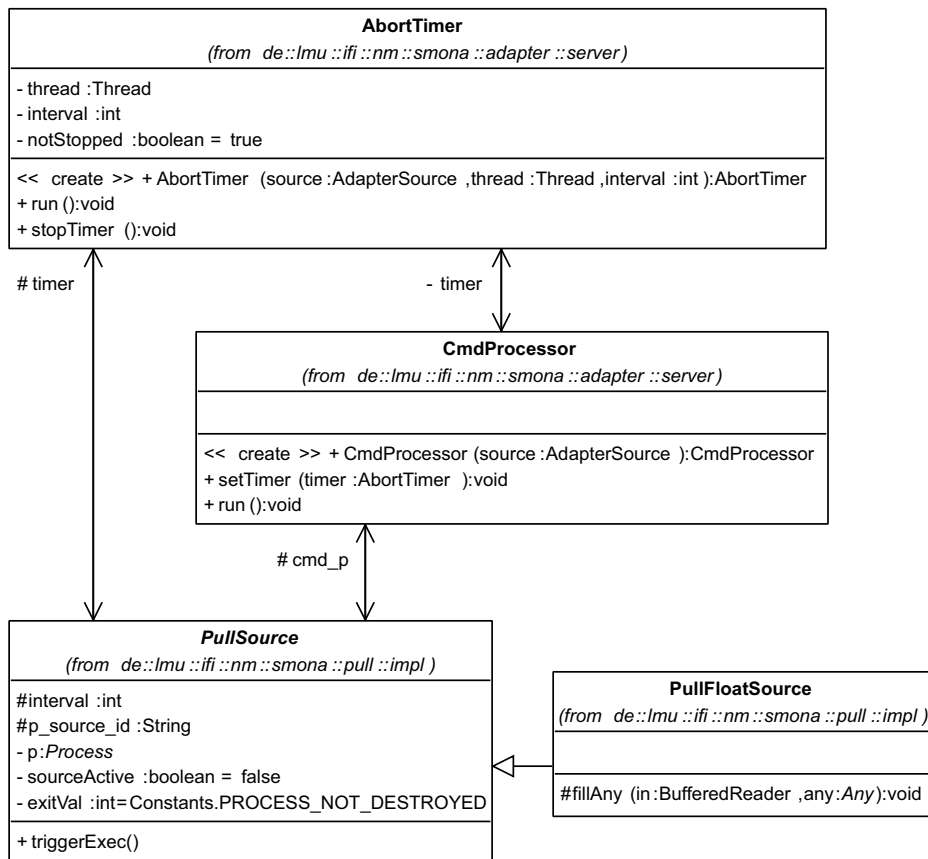 AbortTimer
(from de::lmu::ifi::nm::smona::adapter::server)
- thread :Thread
- interval :int
- notStopped :boolean = true
<< create >> + AbortTimer (source:AdapterSource ,thread:Thread,interval:int):AbortTimer
+ run():void
+ stopTimer ():void
# timer
- timer
CmdProcessor
(from de::lmu::ifi::nm::smona::adapter::server)
<< create >> + CmdProcessor (source:AdapterSource ):CmdProcessor
+ setTimer (timer:AbortTimer ):void
+ run():void
# cmd_p
PullSource
(from de::lmu::ifi::nm::smona::pull::impl)
#interval :int
#p_source_id :String
- p:Process
- sourceActive :boolean = false
- exitVal :int=Constants.PROCESS_NOT_DESTROYED
+ triggerExec()
PullFloatSource
(from de::lmu::ifi::nm::smona::pull::impl)
#fillAny (in:BufferedReader ,any:Any):void